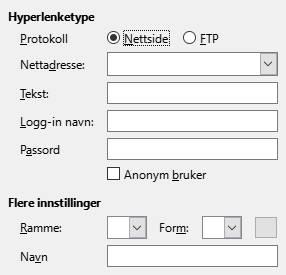 Hyperlenketype
Protokoll Nettside FTP
Nettadresse:
Tekst:
Logg-in navn:
Passord
Anonym bruker
Flere innstillinger
Ramme: Form:
Navn